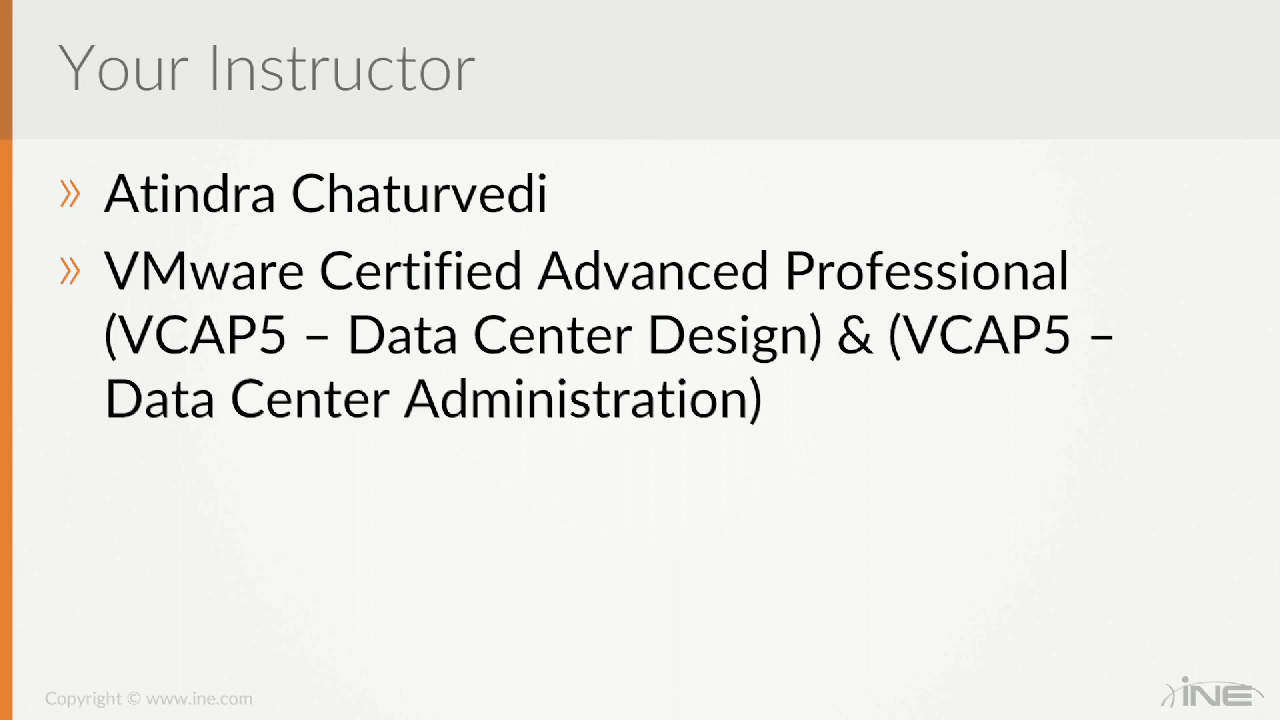 Your Instructor
» Atindra Chaturvedi
» VMware Certified Advanced Professional
(VCAP5 – Data Center Design) & (VCAP5 –
Data Center Administration)
Copyright © www.ine.com
iNE